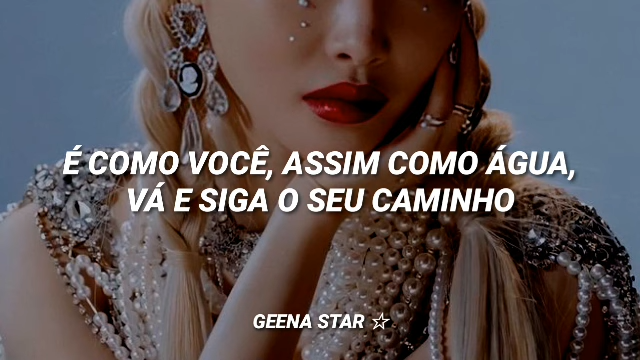 É COMO VOCÊ, ASSIM COMO ÁGUA,
VÁ E SIGA O SEU CAMINHO
GEENA STAR ☆